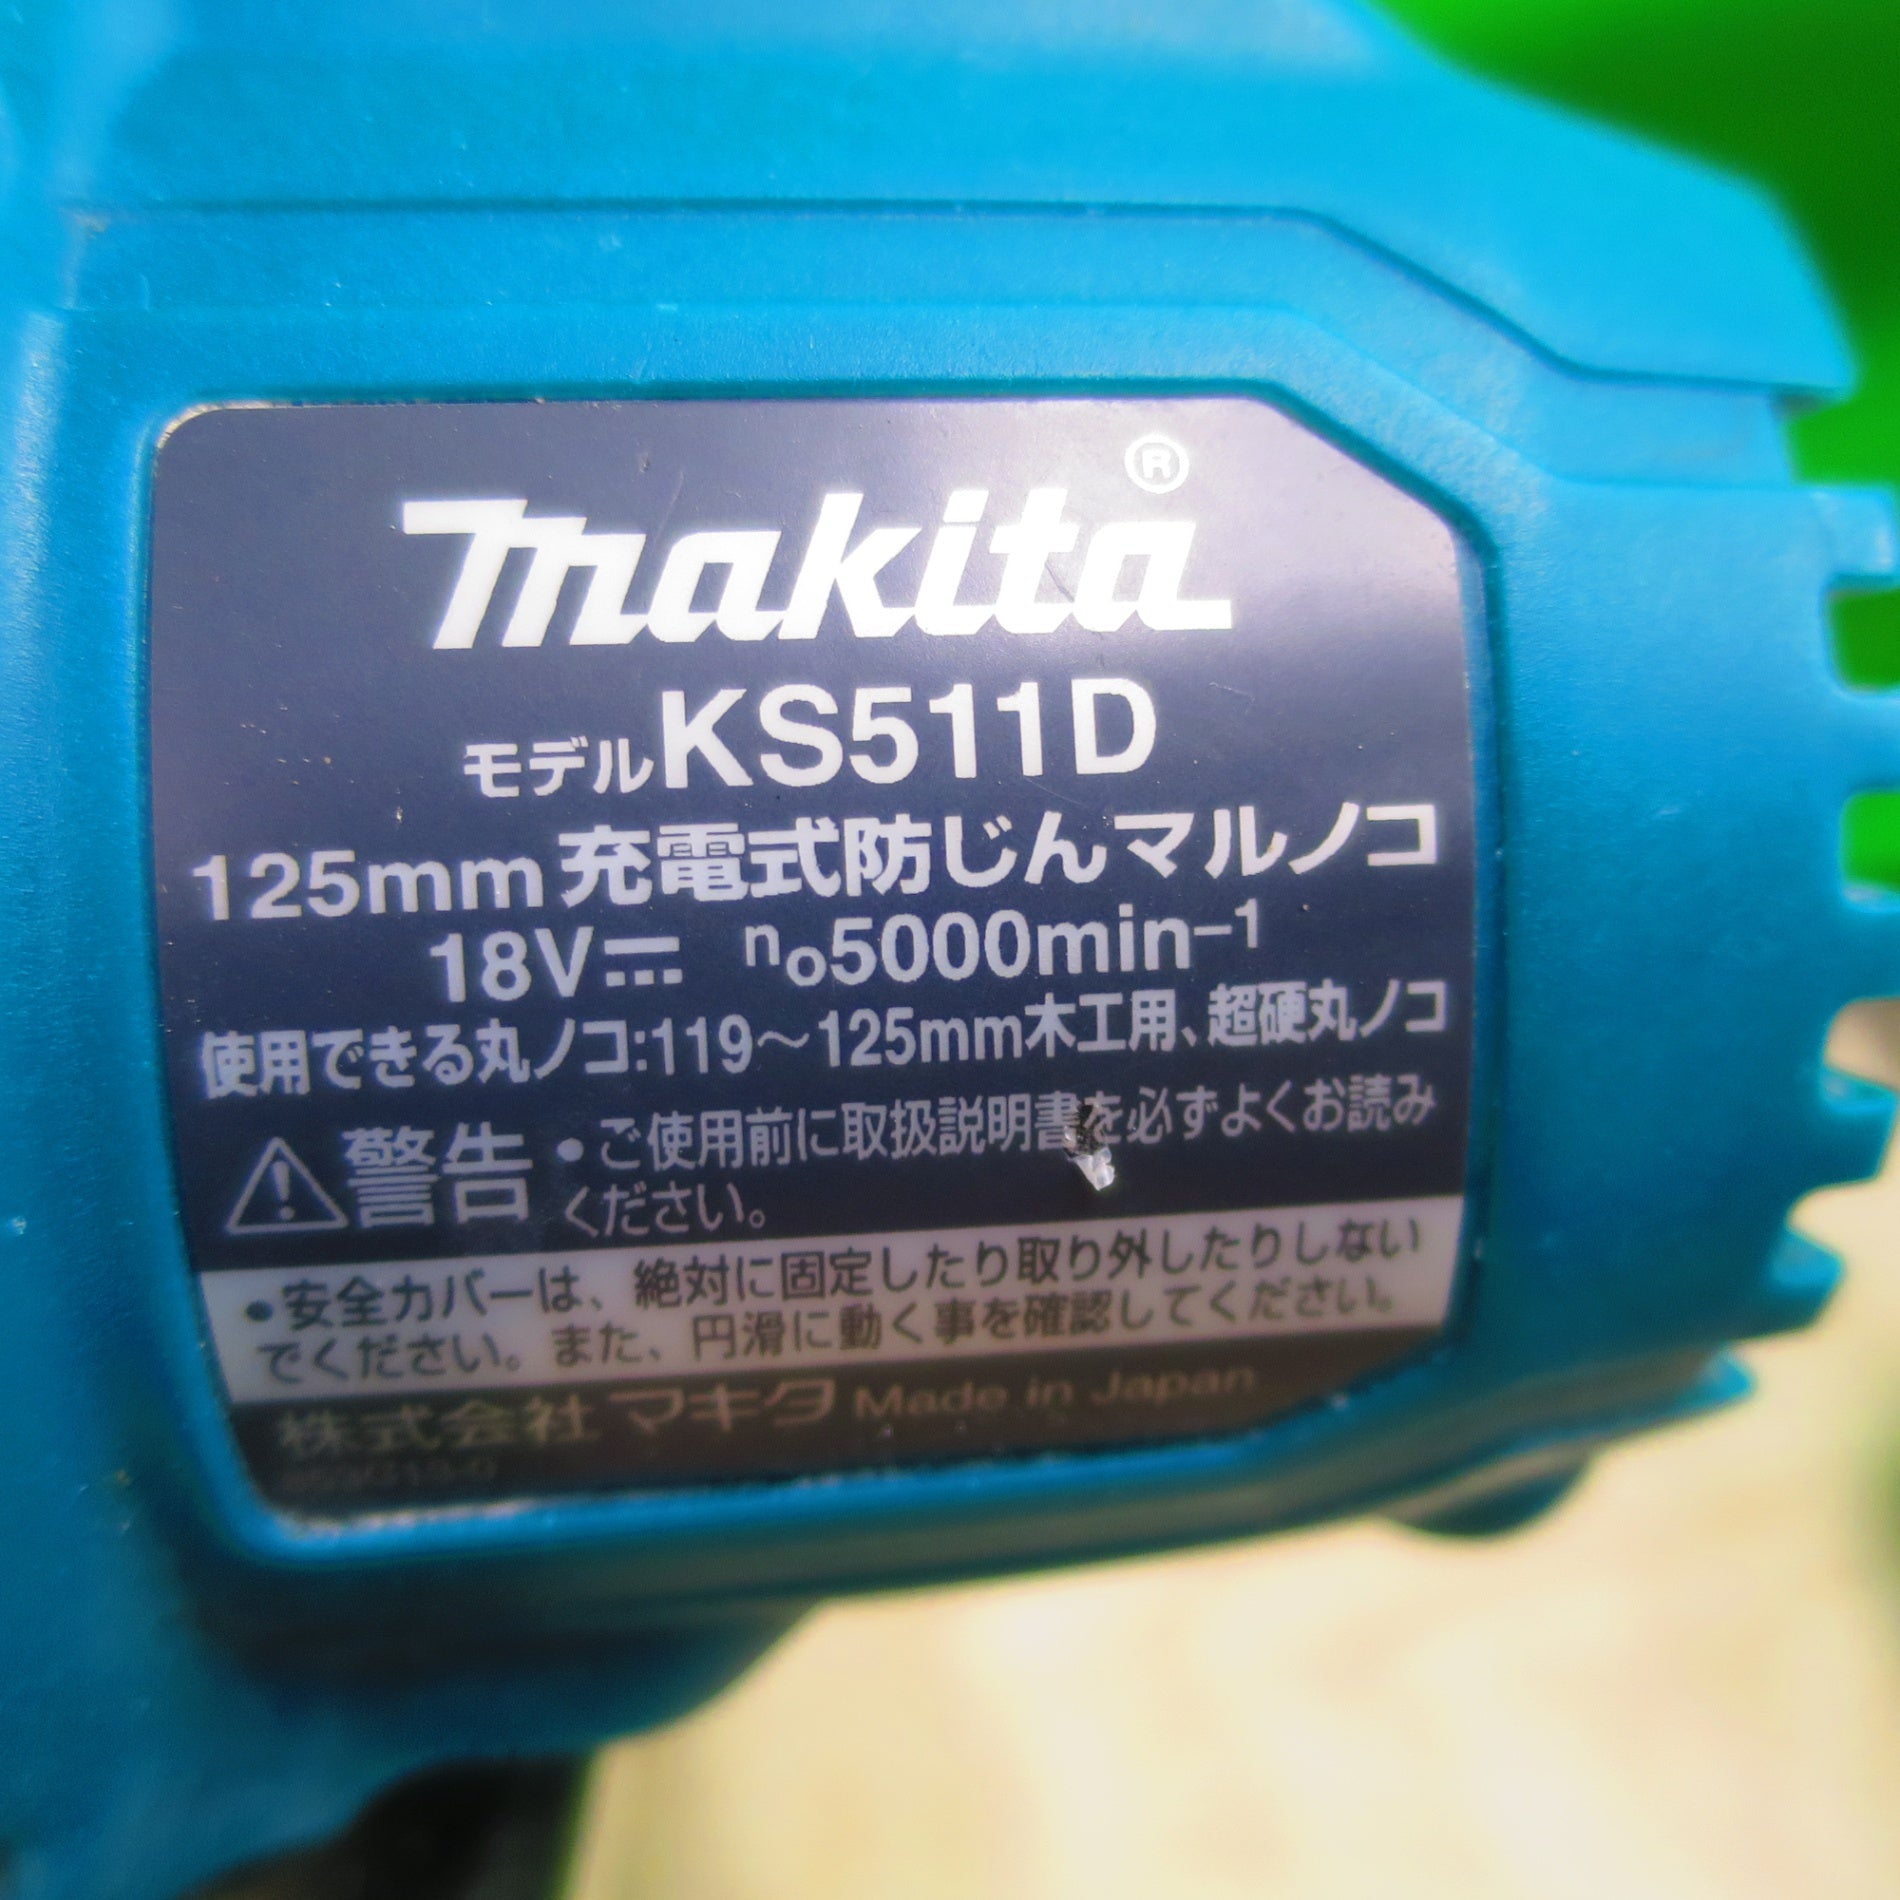 makita®
モデルKS511D
125mm充電式防じんマルノコ
18V⎓ n₀5000min⁻¹
使用できる丸ノコ:119〜125mm木工用、超硬丸ノコ
⚠警告 •ご使用前に取扱説明書を必ずよくお読み
ください。
•安全カバーは、絶対に固定したり取り外したりしない
でください。また、円滑に動く事を確認してください。
株式会社マキタ Made in Japan